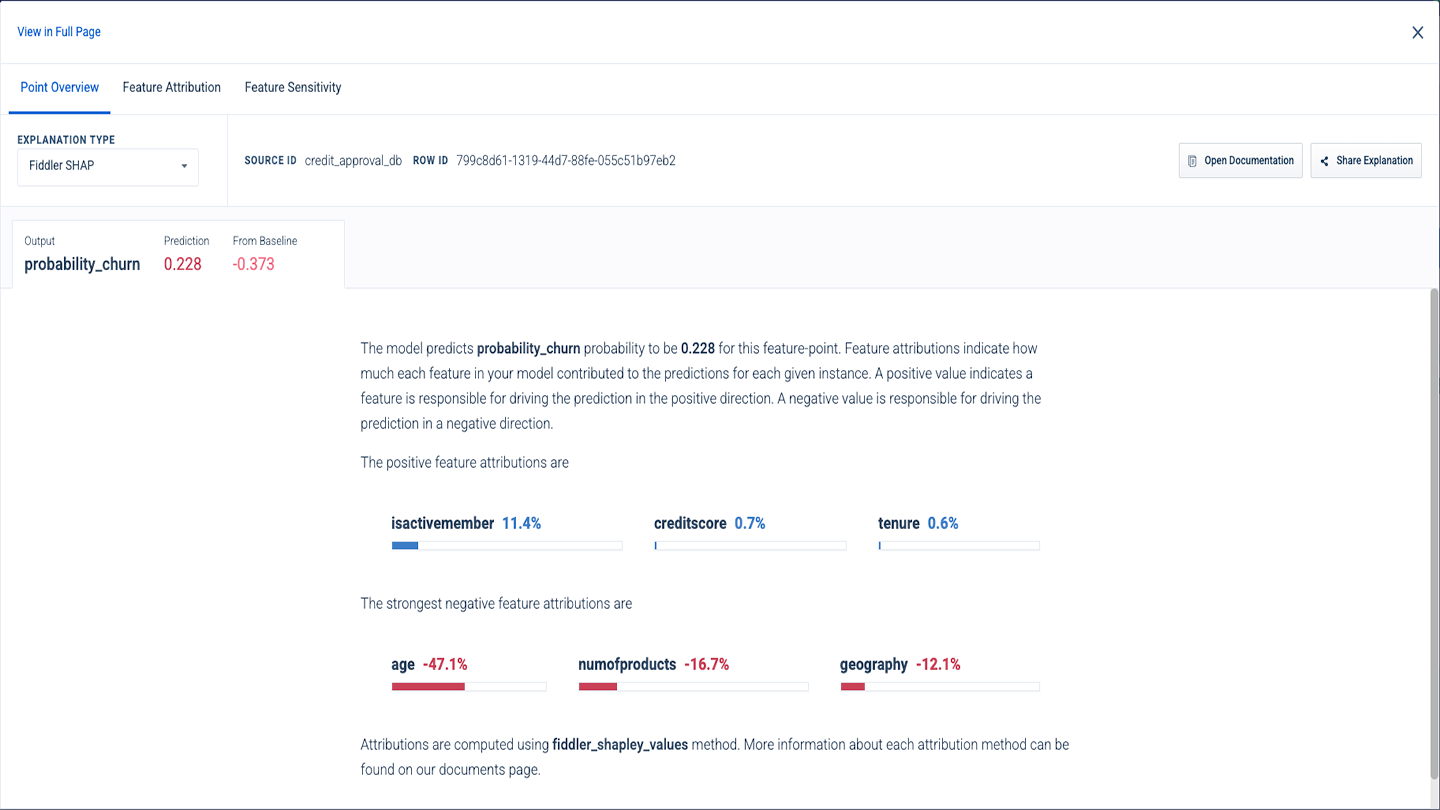 View in Full Page
Point Overview Feature Attribution Feature Sensitivity
EXPLANATION TYPE
Fiddler SHAP
SOURCE ID credit_approval_db ROW ID 799c8d61-1319-44d7-88fe-055c51b97eb2
Open Documentation
Share Explanation
Output Prediction From Baseline
probability_churn 0.228 -0.373
The model predicts probability_churn probability to be 0.228 for this feature-point. Feature attributions indicate how
much each feature in your model contributed to the predictions for each given instance. A positive value indicates a
feature is responsible for driving the prediction in the positive direction. A negative value is responsible for driving the
prediction in a negative direction.
The positive feature attributions are
isactivemember 11.4% creditscore 0.7% tenure 0.6%
The strongest negative feature attributions are
age -47.1% numofproducts -16.7% geography -12.1%
Attributions are computed using fiddler_shapley_values method. More information about each attribution method can be
found on our documents page.